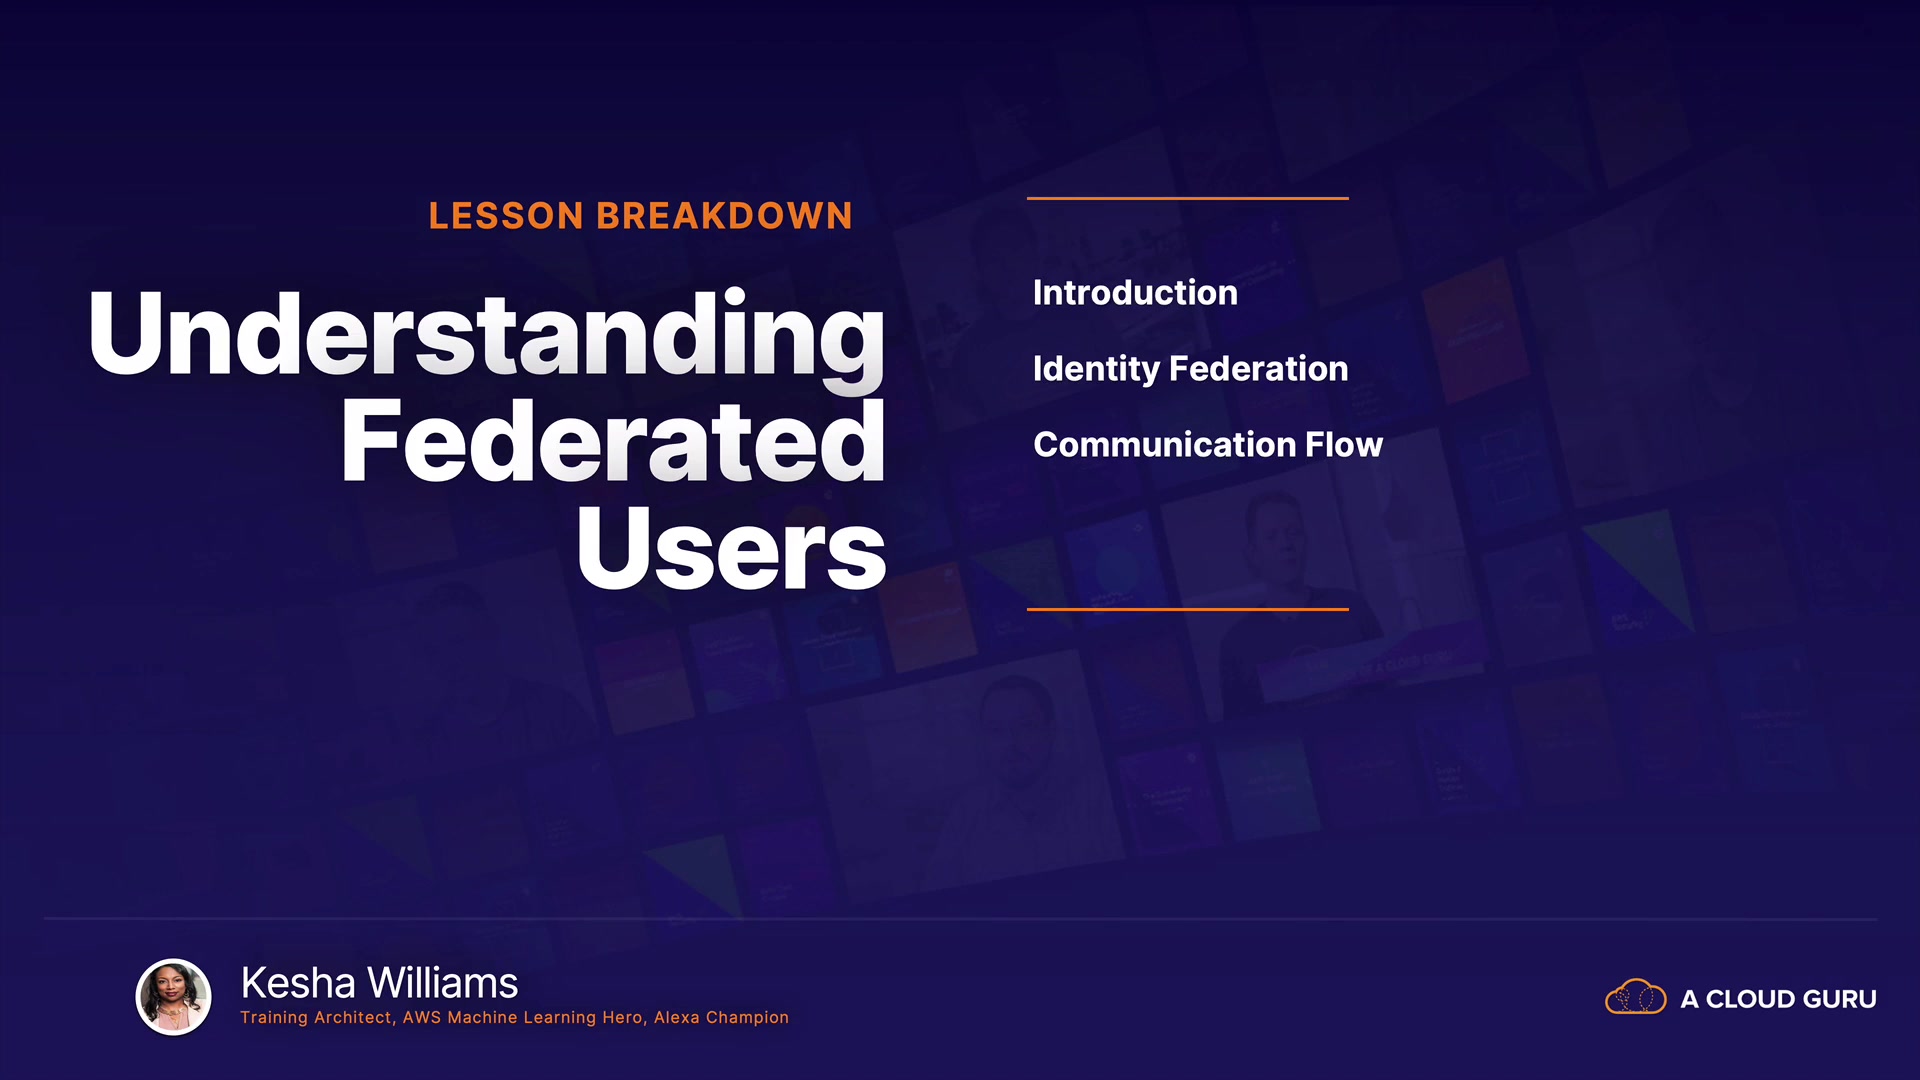 LESSON BREAKDOWN
Understanding
Federated
Users
Introduction
Identity Federation
Communication Flow
Kesha Williams
Training Architect, AWS Machine Learning Hero, Alexa Champion
A CLOUD GURU